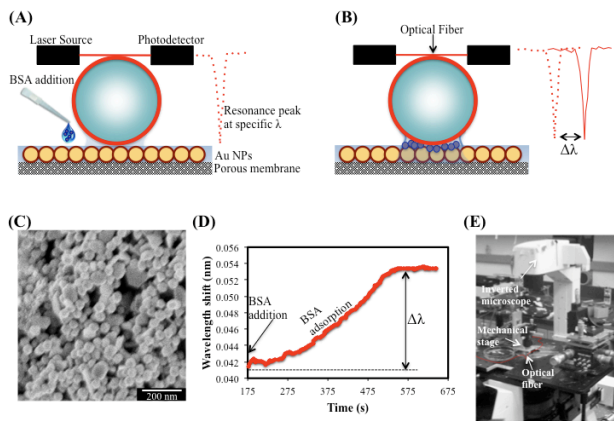 (A)
Laser Source
Photodetector
BSA addition
Resonance peak
at specific λ
Au NPs
Porous membrane
(B)
Optical Fiber
Δλ
(C)
200 nm
(D)
Wavelength shift (nm)
0.056
0.054
0.052
0.050
0.048
0.046
0.044
0.042
0.040
BSA
addition
BSA
adsorption
Δλ
175
275
375
475
575
675
Time (s)
(E)
Inverted
microscope
Mechanical
stage
Optical
fiber